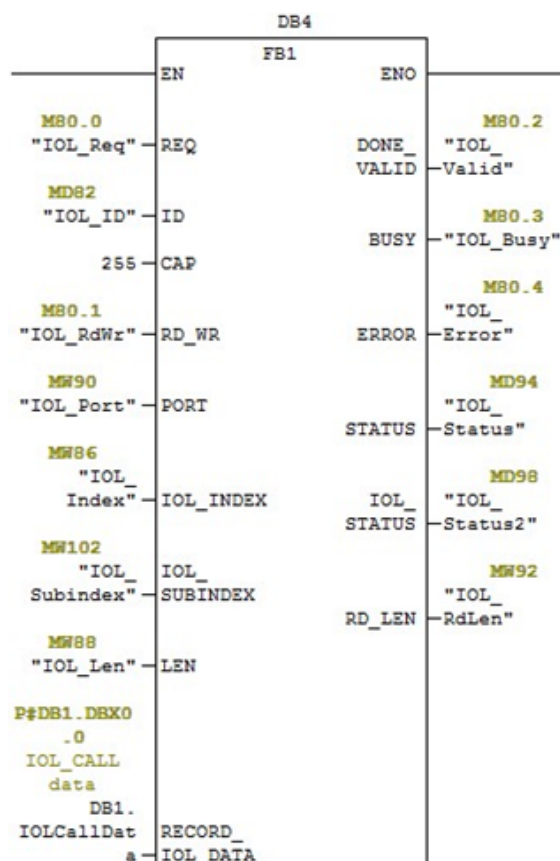 DB4
FB1
EN
ENO
M80.0
"IOL_Req"
REQ
MD82
"IOL_ID"
ID
255
CAP
M80.1
"IOL_RdWr"
RD_WR
MW90
"IOL_Port"
PORT
MW86
"IOL_
Index"
IOL_INDEX
MW102
"IOL_
Subindex"
IOL_
SUBINDEX
MW88
"IOL_Len"
LEN
P#DB1.DBX0
.0
IOL_CALL
data
DB1.
IOLCallDat
a
RECORD_
IOL_DATA
DONE_
VALID
M80.2
"IOL_
Valid"
BUSY
M80.3
"IOL_Busy"
ERROR
M80.4
"IOL_
Error"
STATUS
MD94
"IOL_
Status"
IOL_
STATUS
MD98
"IOL_
Status2"
RD_LEN
MW92
"IOL_
RdLen"